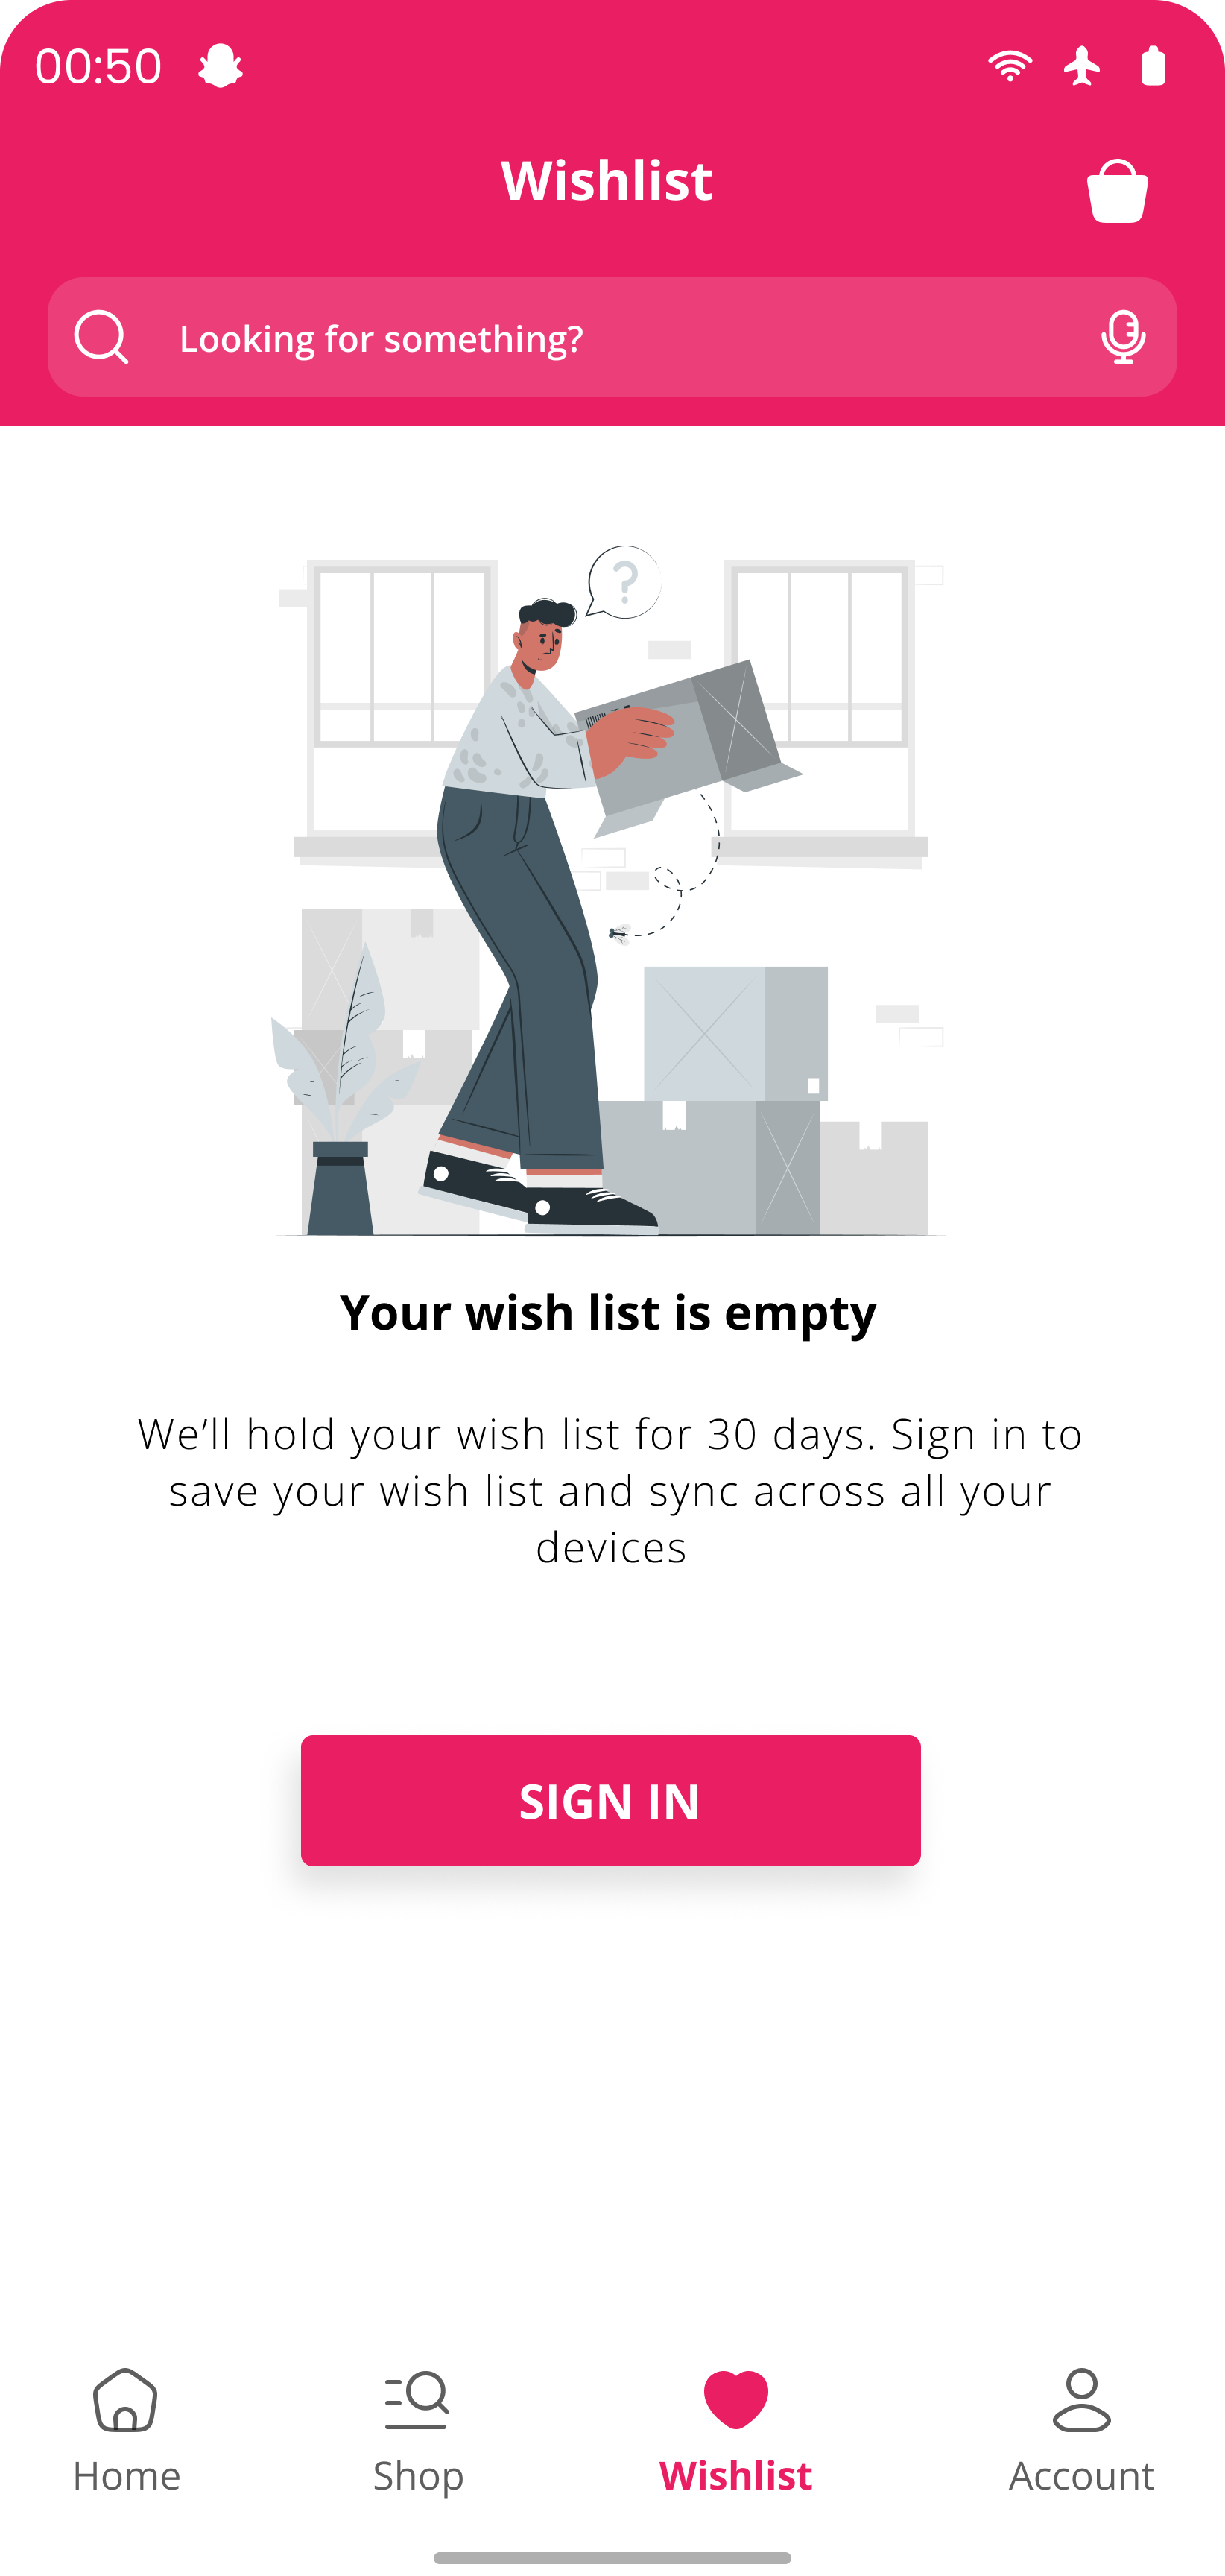 00:50
Wishlist
Looking for something?
?
Your wish list is empty
We’ll hold your wish list for 30 days. Sign in to
save your wish list and sync across all your
devices
SIGN IN
Home
Shop
Wishlist
Account